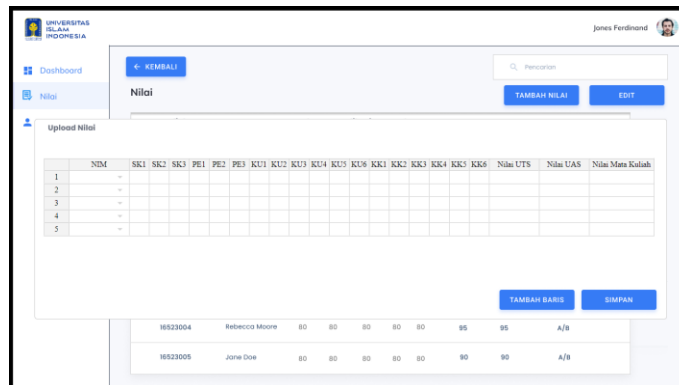 UNIVERSITAS
ISLAM
INDONESIA
Jones Ferdinand
Dashboard
← KEMBALI
Pencarian
Nilai
Nilai
TAMBAH NILAI
EDIT
Upload Nilai
NIM SK1 SK2 SK3 PE1 PE2 PE3 KU1 KU2 KU3 KU4 KU5 KU6 KK1 KK2 KK3 KK4 KK5 KK6 Nilai UTS Nilai UAS Nilai Mata Kuliah
1
2
3
4
5
TAMBAH BARIS
SIMPAN
16523004 Rebecca Moore 80 80 80 80 80 95 95 A/B
16523005 Jane Doe 80 80 80 80 80 90 90 A/B